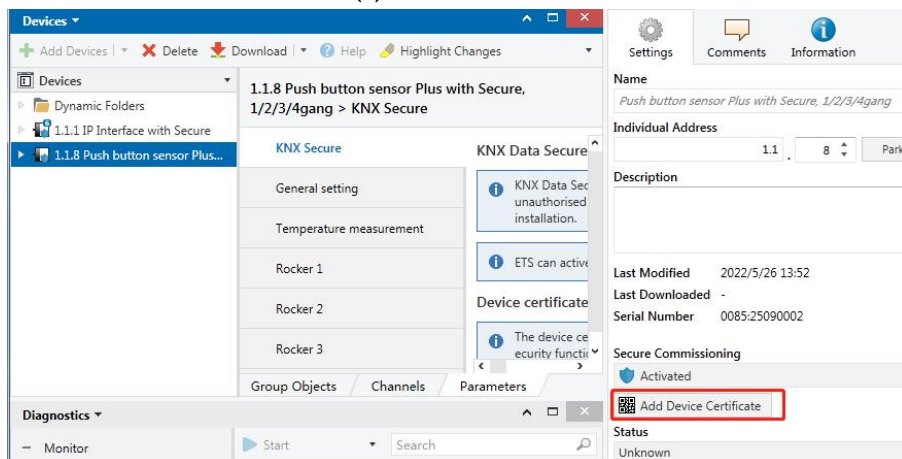 Devices
Add Devices Delete Download Help Highlight Changes
Devices
Dynamic Folders
1.1.1 IP Interface with Secure
1.1.8 Push button sensor Plus...
1.1.8 Push button sensor Plus with Secure,
1/2/3/4gang > KNX Secure
KNX Secure
General setting
Temperature measurement
Rocker 1
Rocker 2
Rocker 3
KNX Data Secure
KNX Data Sec
unauthorised
installation.
ETS can active
Device certificate
The device ce
ecurity functi
Group Objects Channels Parameters
Diagnostics
Monitor
Start Search
Settings Comments Information
Name
Push button sensor Plus with Secure, 1/2/3/4gang
Individual Address
1.1 . 8 Park
Description
Last Modified 2022/5/26 13:52
Last Downloaded -
Serial Number 0085:25090002
Secure Commissioning
Activated
Add Device Certificate
Status
Unknown